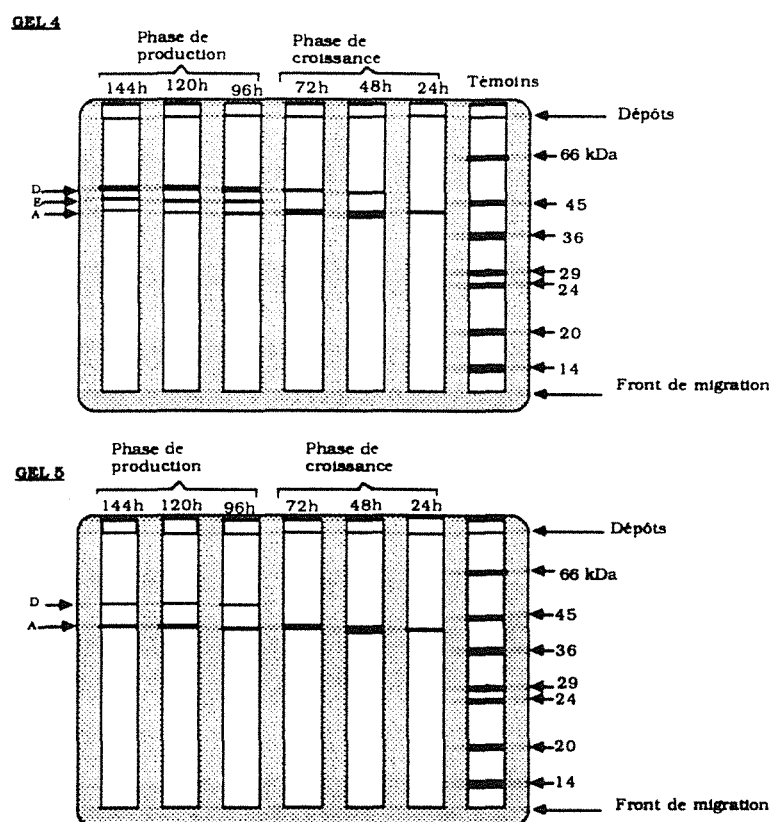 GEL 4
Phase de production
Phase de croissance
144h 120h 96h 72h 48h 24h Témoins
Dépôts
66 kDa
D
E
45
A
36
29
24
20
14
Front de migration
GEL 5
Phase de production
Phase de croissance
144h 120h 96h 72h 48h 24h
Dépôts
66 kDa
D
45
A
36
29
24
20
14
Front de migration